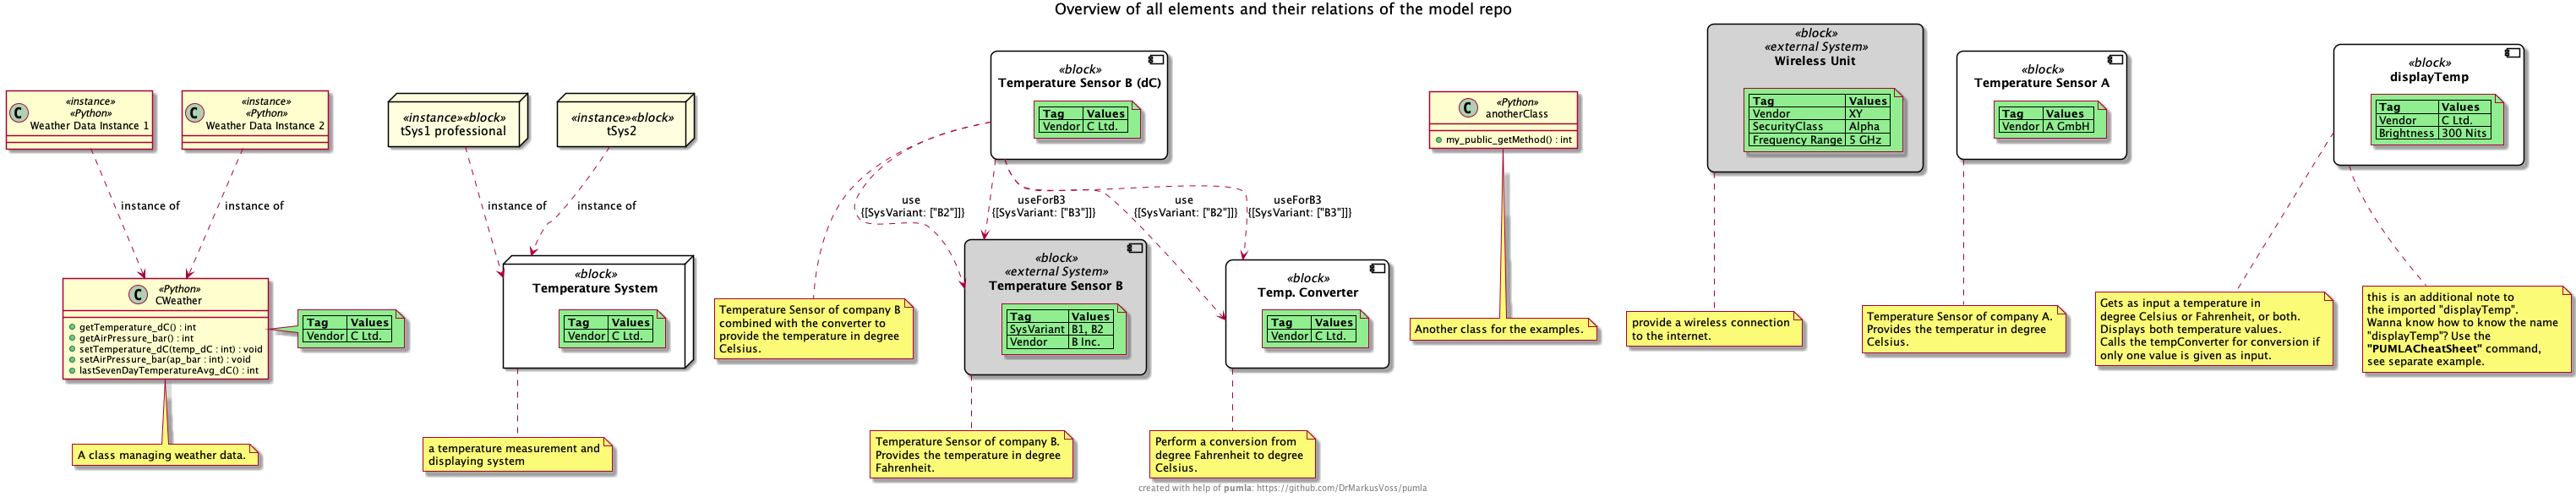 Overview of all elements and their relations of the model repo
«instance»
«Python»
C Weather Data Instance 1
«instance»
«Python»
C Weather Data Instance 2
instance of
instance of
«Python»
C CWeather
getTemperature_dC() : int
getAirPressure_bar() : int
setTemperature_dC(temp_dC : int) : void
setAirPressure_bar(ap_bar : int) : void
lastSevenDayTemperatureAvg_dC() : int
Tag Values
Vendor C Ltd.
A class managing weather data.
«instance»«block»
tSys1 professional
«instance»«block»
tSys2
instance of
instance of
«block»
Temperature System
Tag Values
Vendor C Ltd.
a temperature measurement and
displaying system
«block»
Temperature Sensor B (dC)
Tag Values
Vendor C Ltd.
use
{[SysVariant: ["B2"]]}
useForB3
{[SysVariant: ["B3"]]}
use
{[SysVariant: ["B2"]]}
useForB3
{[SysVariant: ["B3"]]}
Temperature Sensor of company B
combined with the converter to
provide the temperature in degree
Celsius.
«block»
«external System»
Temperature Sensor B
Tag Values
SysVariant B1, B2
Vendor B Inc.
Temperature Sensor of company B.
Provides the temperature in degree
Fahrenheit.
«block»
Temp. Converter
Tag Values
Vendor C Ltd.
Perform a conversion from
degree Fahrenheit to degree
Celsius.
«Python»
C anotherClass
my_public_getMethod() : int
Another class for the examples.
«block»
«external System»
Wireless Unit
Tag Values
Vendor XY
SecurityClass Alpha
Frequency Range 5 GHz
provide a wireless connection
to the internet.
«block»
Temperature Sensor A
Tag Values
Vendor A GmbH
Temperature Sensor of company A.
Provides the temperatur in degree
Celsius.
«block»
displayTemp
Tag Values
Vendor C Ltd.
Brightness 300 Nits
Gets as input a temperature in
degree Celsius or Fahrenheit, or both.
Displays both temperature values.
Calls the tempConverter for conversion if
only one value is given as input.
this is an additional note to
the imported "displayTemp".
Wanna know how to know the name
"displayTemp"? Use the
"PUMLACheatSheet" command,
see separate example.
created with help of pumla: https://github.com/DrMarkusVoss/pumla